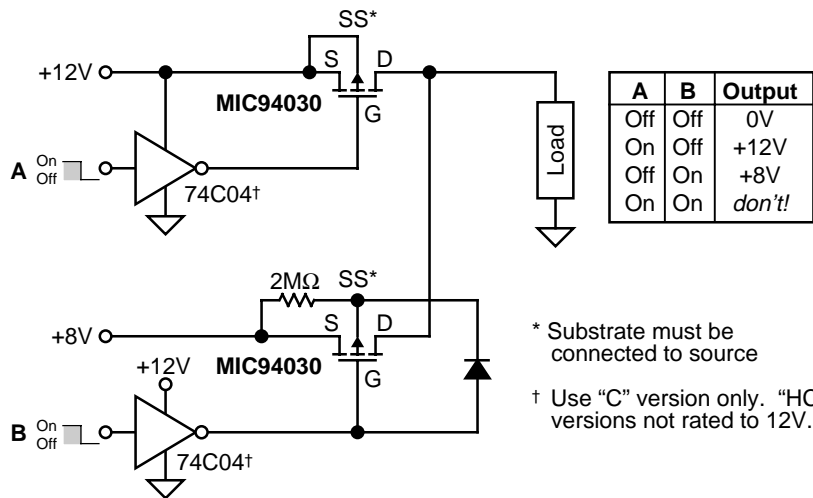 SS*
S D
+12V
MIC94030
G
A On
Off
74C04†
Load
A B Output
Off Off 0V
On Off +12V
Off On +8V
On On don't!
2MΩ SS*
S D
+8V
+12V MIC94030
G
B On
Off
74C04†
* Substrate must be
connected to source
† Use “C” version only. “HC
versions not rated to 12V.